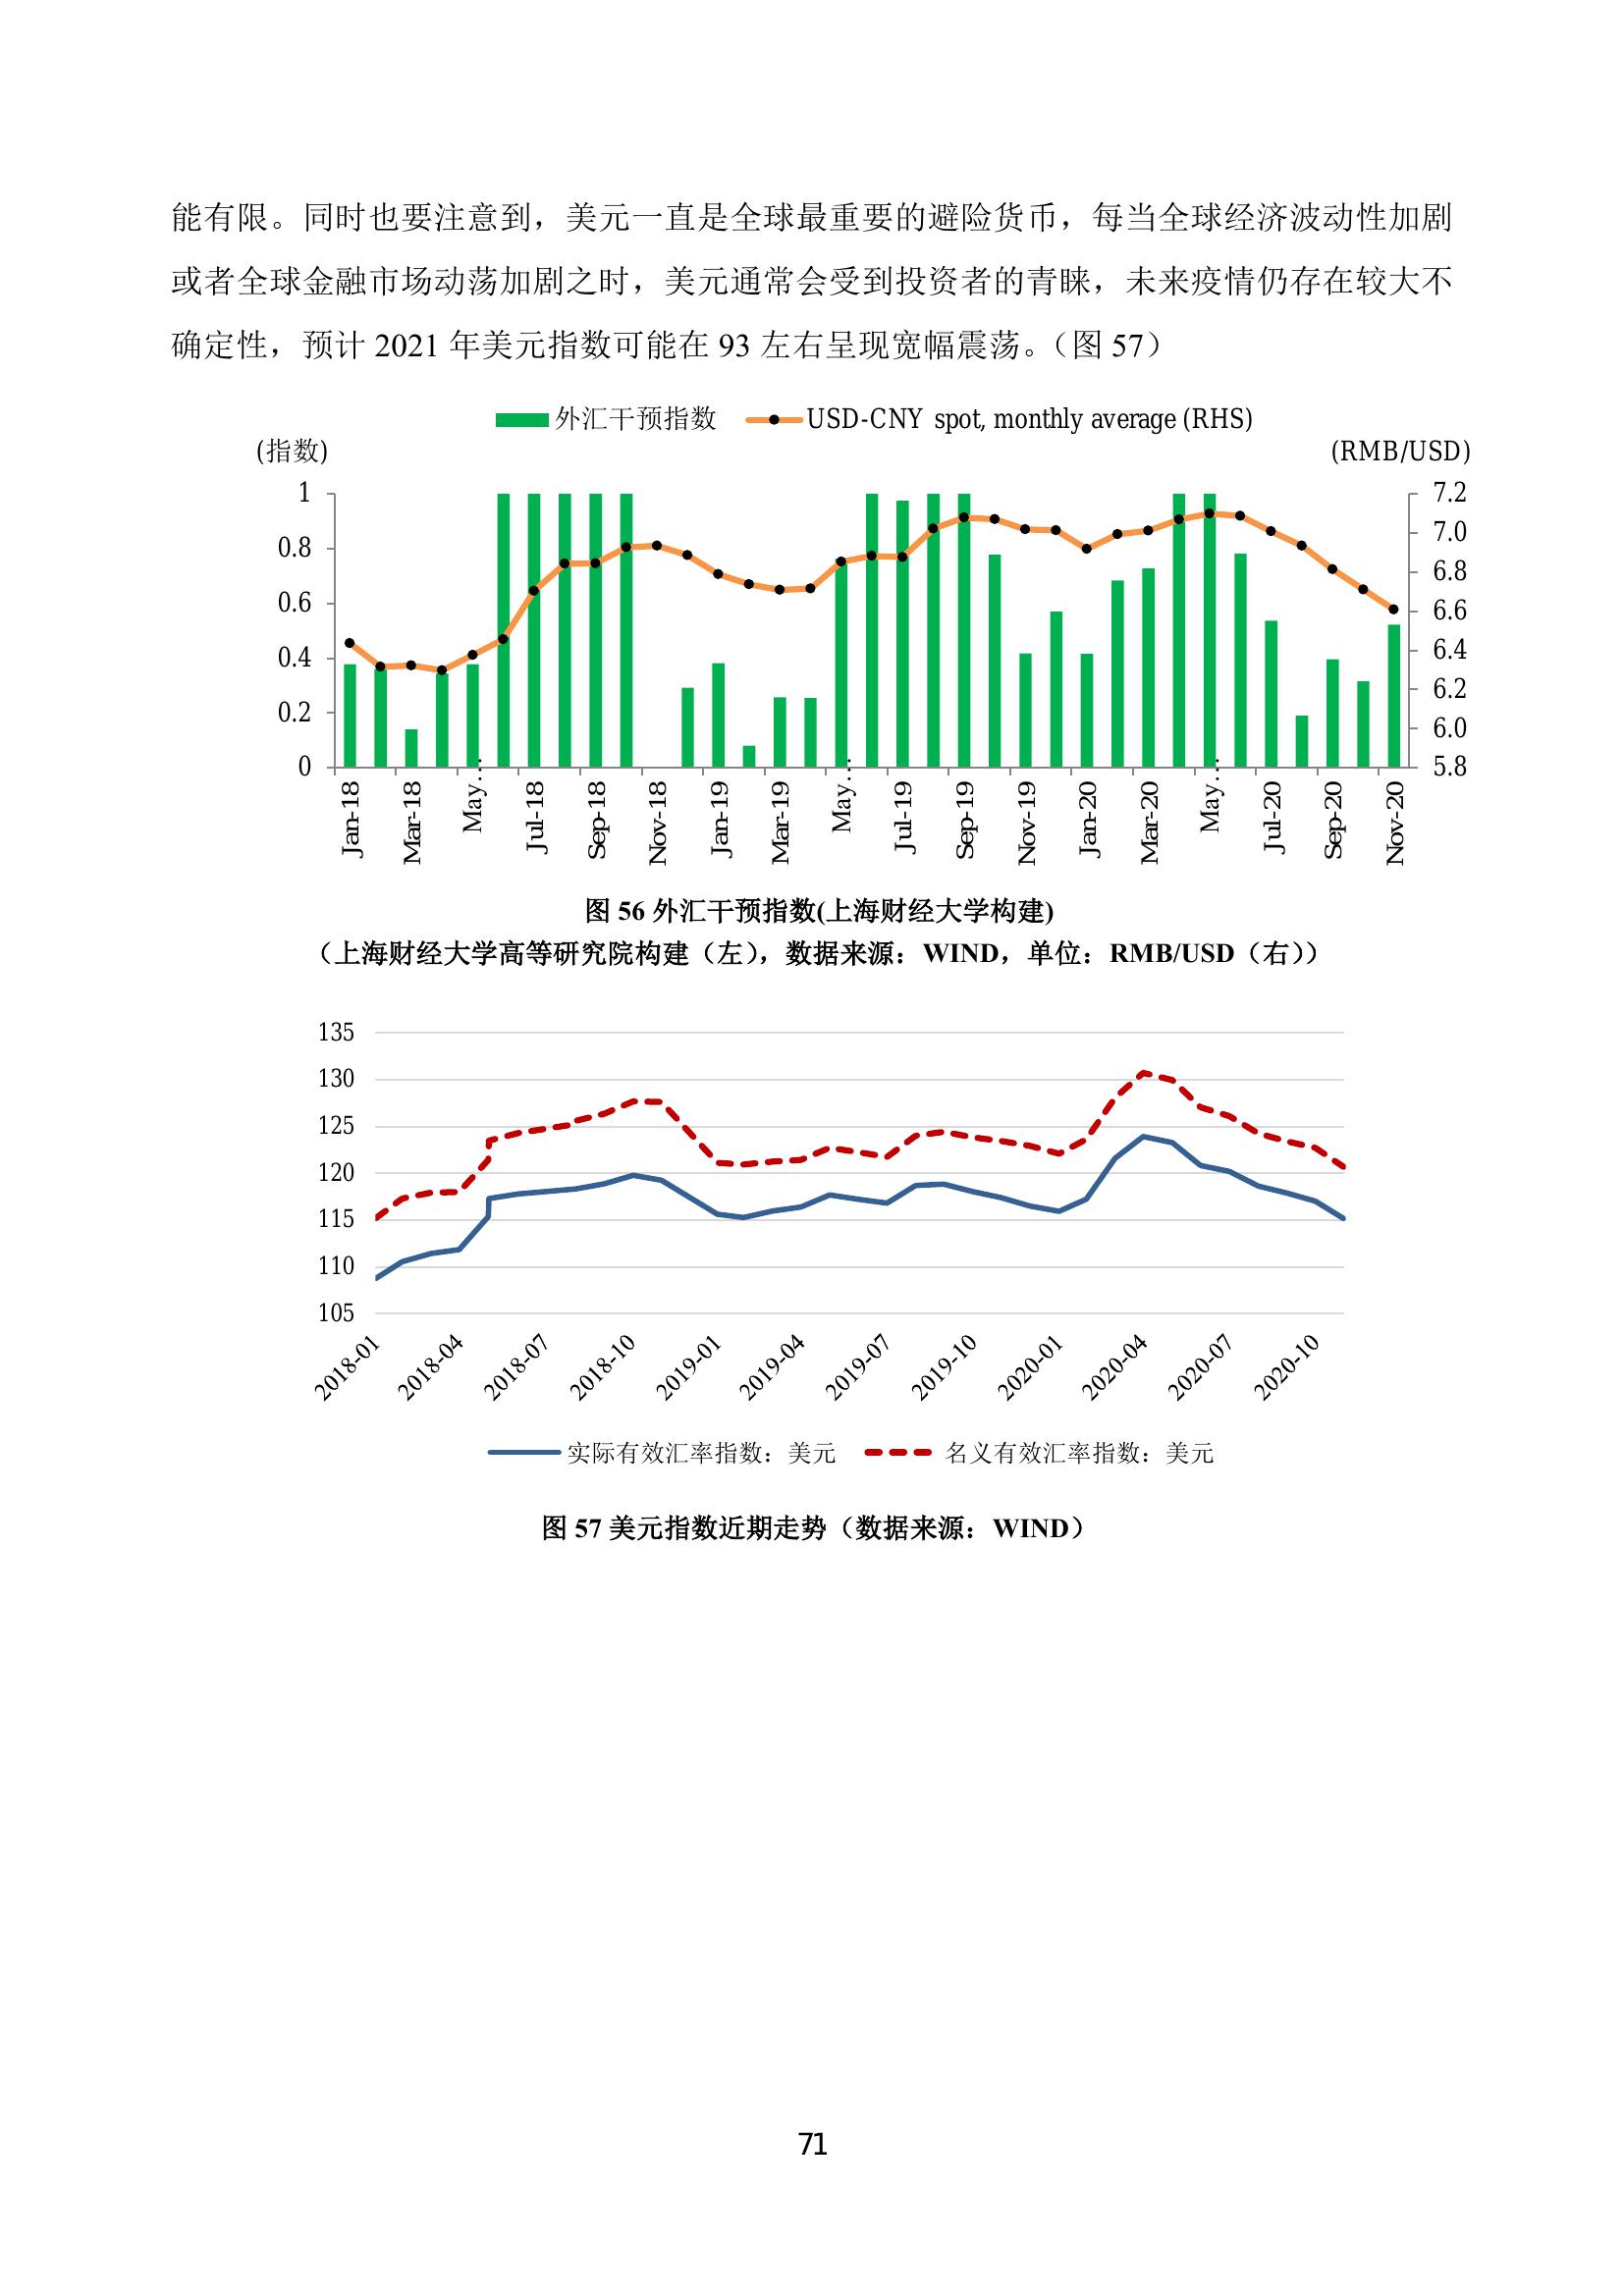 能有限。同时也要注意到，美元一直是全球最重要的避险货币，每当全球经济波动性加剧
或者全球金融市场动荡加剧之时，美元通常会受到投资者的青睐，未来疫情仍存在较大不
确定性，预计 2021 年美元指数可能在 93 左右呈现宽幅震荡。（图 57）
外汇干预指数 USD-CNY spot, monthly average (RHS)
(指数) (RMB/USD)
1 7.2
7.0
0.8
6.8
0.6
6.6
0.4 6.4
6.2
0.2
6.0
0 5.8
Jan-18 Mar-18 May… Jul-18 Sep-18 Nov-18 Jan-19 Mar-19 May… Jul-19 Sep-19 Nov-19 Jan-20 Mar-20 May… Jul-20 Sep-20 Nov-20
图 56 外汇干预指数(上海财经大学构建)
（上海财经大学高等研究院构建（左），数据来源：WIND，单位：RMB/USD（右））
135
130
125
120
115
110
105
2018-01 2018-04 2018-07 2018-10 2019-01 2019-04 2019-07 2019-10 2020-01 2020-04 2020-07 2020-10
实际有效汇率指数：美元 名义有效汇率指数：美元
图 57 美元指数近期走势（数据来源：WIND）
71